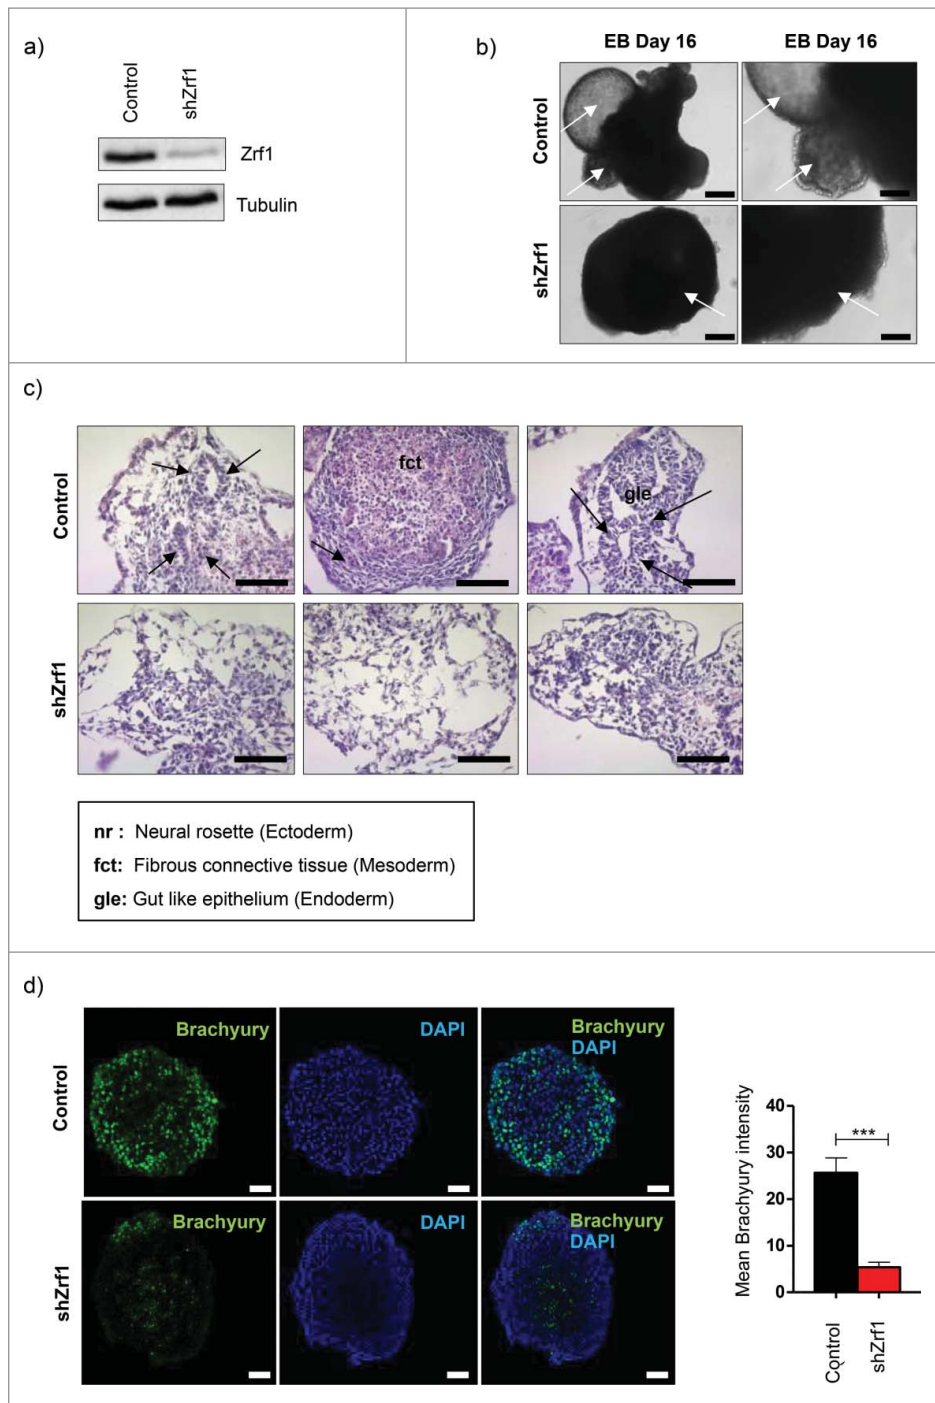 a)
Control
shZrf1
Zrf1
Tubulin
b)
EB Day 16
EB Day 16
Control
shZrf1
c)
Control
fct
gle
shZrf1
nr : Neural rosette (Ectoderm)
fct: Fibrous connective tissue (Mesoderm)
gle: Gut like epithelium (Endoderm)
d)
Control
Brachyury
DAPI
Brachyury
DAPI
shZrf1
Brachyury
DAPI
Brachyury
DAPI
Mean Brachyury intensity
40
30
20
10
0
***
Control
shZrf1